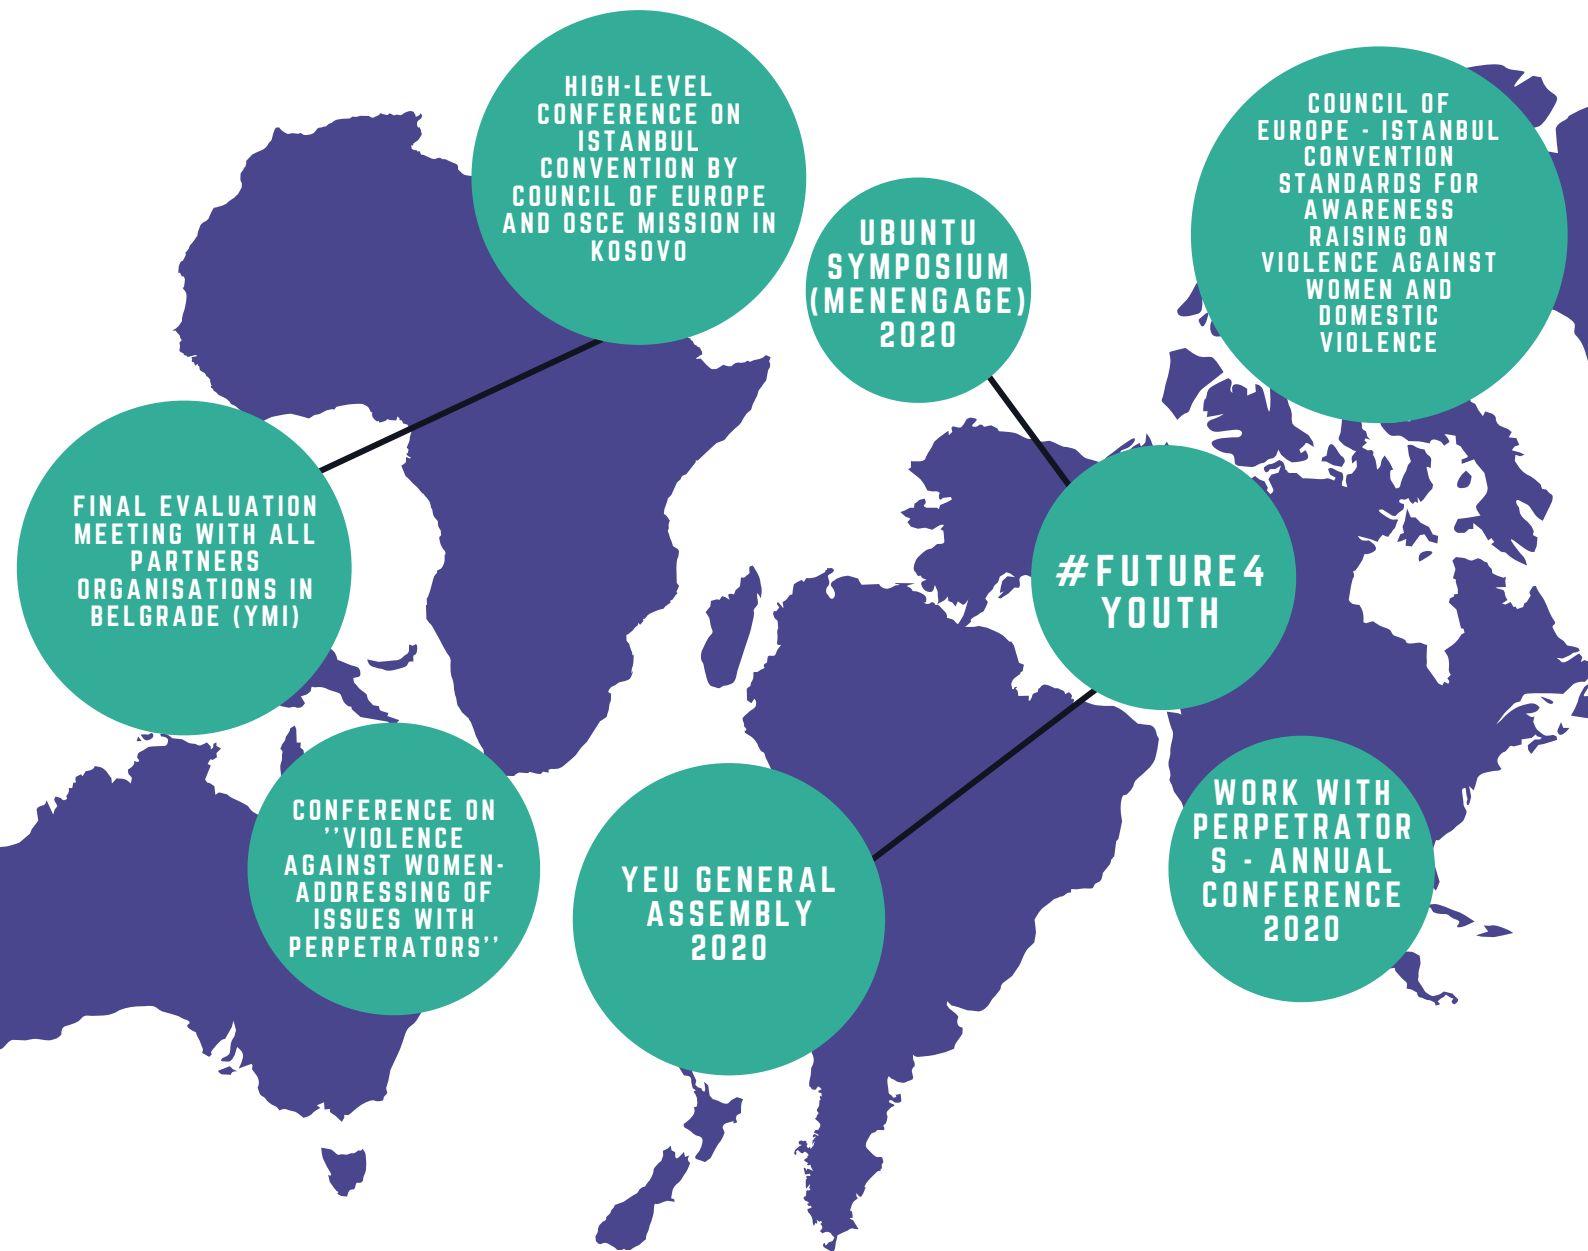 HIGH-LEVEL
CONFERENCE ON
ISTANBUL
CONVENTION BY
COUNCIL OF EUROPE
AND OSCE MISSION IN
KOSOVO
UBUNTU
SYMPOSIUM
(MENENGAGE)
2020
COUNCIL OF
EUROPE - ISTANBUL
CONVENTION
STANDARDS FOR
AWARENESS
RAISING ON
VIOLENCE AGAINST
WOMEN AND
DOMESTIC
VIOLENCE
FINAL EVALUATION
MEETING WITH ALL
PARTNERS
ORGANISATIONS IN
BELGRADE (YMI)
#FUTURE4
YOUTH
CONFERENCE ON
''VIOLENCE
AGAINST WOMEN-
ADDRESSING OF
ISSUES WITH
PERPETRATORS''
YEU GENERAL
ASSEMBLY
2020
WORK WITH
PERPETRATOR
S - ANNUAL
CONFERENCE
2020